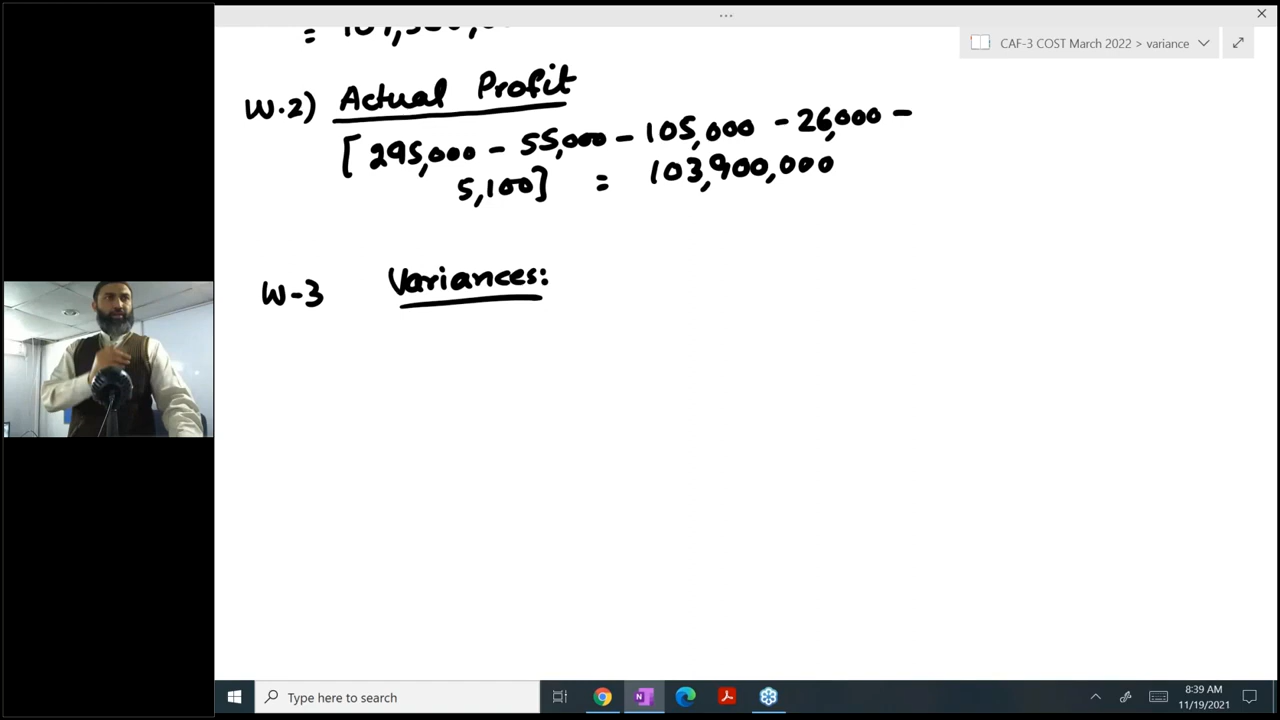 CAF-3 COST March 2022 > variance
W.2) Actual Profit
[295,000 - 55,000 - 105,000 - 26,000 -
5,100] = 103,900,000
W-3 Variances:
Type here to search
8:39 AM
11/19/2021